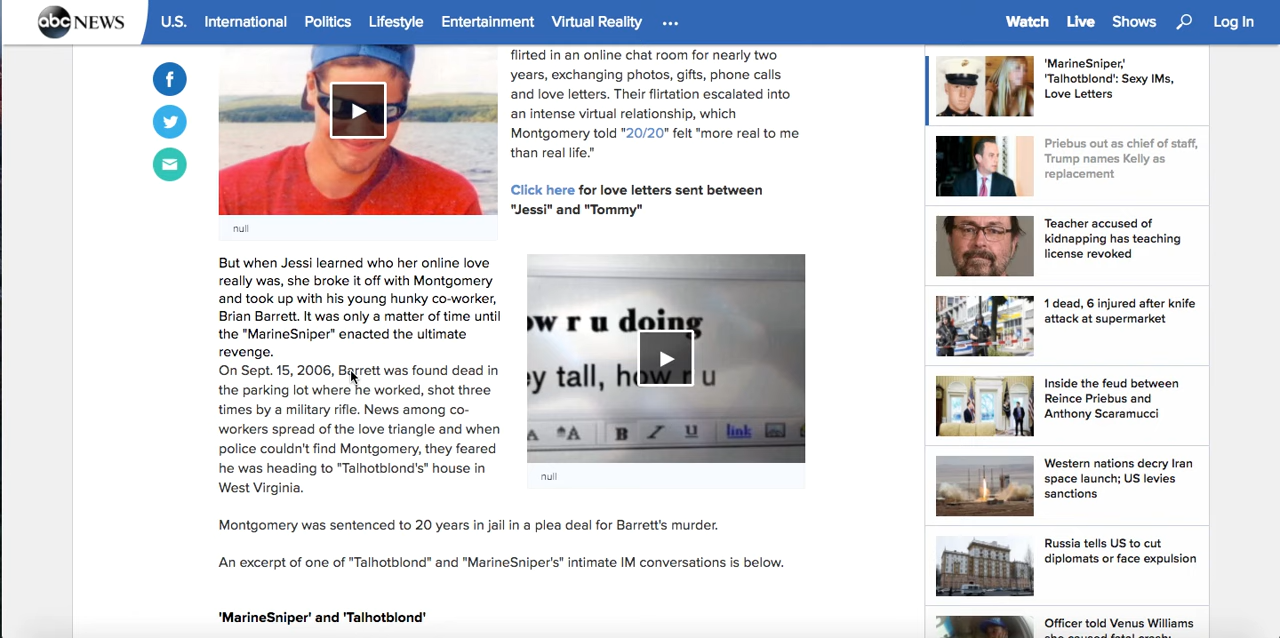 abc NEWS
U.S. International Politics Lifestyle Entertainment Virtual Reality ...
Watch Live Shows Log In
flirted in an online chat room for nearly two
years, exchanging photos, gifts, phone calls
and love letters. Their flirtation escalated into
an intense virtual relationship, which
Montgomery told "20/20" felt "more real to me
than real life."
Click here for love letters sent between
"Jessi" and "Tommy"
null
But when Jessi learned who her online love
really was, she broke it off with Montgomery
and took up with his young hunky co-worker,
Brian Barrett. It was only a matter of time until
the "MarineSniper" enacted the ultimate
revenge.
On Sept. 15, 2006, Barrett was found dead in
the parking lot where he worked, shot three
times by a military rifle. News among co-
workers spread of the love triangle and when
police couldn't find Montgomery, they feared
he was heading to "Talhotblond's" house in
West Virginia.
ow r u doing
ey tall, how r u
A A B I U link
null
Montgomery was sentenced to 20 years in jail in a plea deal for Barrett's murder.
An excerpt of one of "Talhotblond" and "MarineSniper's" intimate IM conversations is below.
'MarineSniper' and 'Talhotblond'
'MarineSniper,'
'Talhotblond': Sexy IMs,
Love Letters
Priebus out as chief of staff,
Trump names Kelly as
replacement
Teacher accused of
kidnapping has teaching
license revoked
1 dead, 6 injured after knife
attack at supermarket
Inside the feud between
Reince Priebus and
Anthony Scaramucci
Western nations decry Iran
space launch; US levies
sanctions
Russia tells US to cut
diplomats or face expulsion
Officer told Venus Williams
she caused fatal crash: